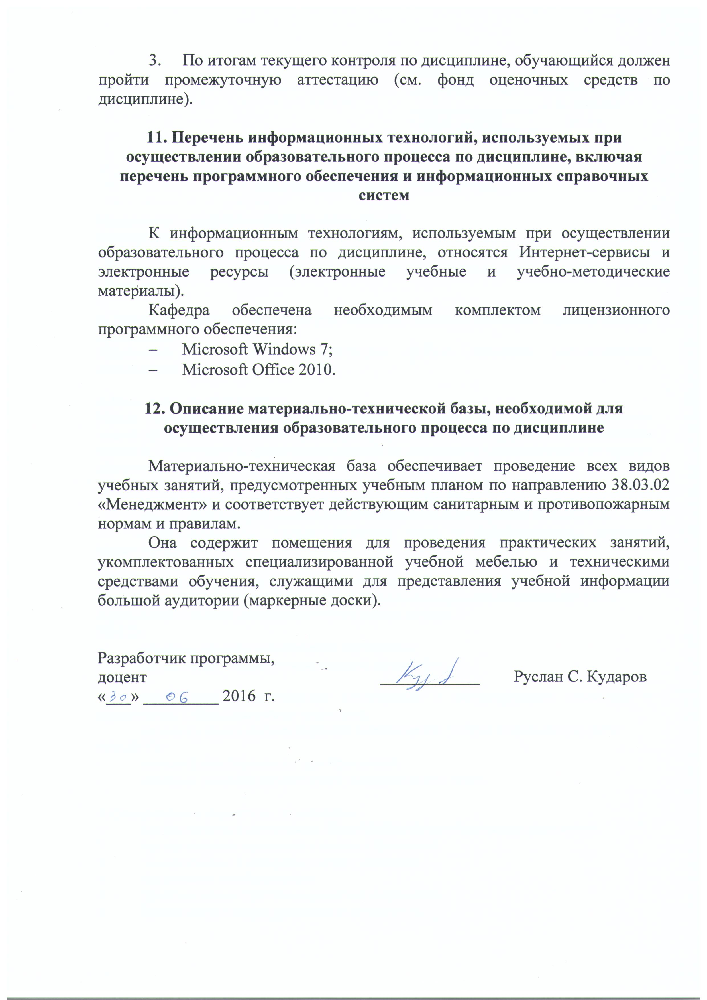 3. По итогам текущего контроля по дисциплине, обучающийся должен
пройти промежуточную аттестацию (см. фонд оценочных средств по
дисциплине).
11. Перечень информационных технологий, используемых при
осуществлении образовательного процесса по дисциплине, включая
перечень программного обеспечения и информационных справочных
систем
К информационным технологиям, используемым при осуществлении
образовательного процесса по дисциплине, относятся Интернет-сервисы и
электронные ресурсы (электронные учебные и учебно-методические
материалы).
Кафедра обеспечена необходимым комплектом лицензионного
программного обеспечения:
– Microsoft Windows 7;
– Microsoft Office 2010.
12. Описание материально-технической базы, необходимой для
осуществления образовательного процесса по дисциплине
Материально-техническая база обеспечивает проведение всех видов
учебных занятий, предусмотренных учебным планом по направлению 38.03.02
«Менеджмент» и соответствует действующим санитарным и противопожарным
нормам и правилам.
Она содержит помещения для проведения практических занятий,
укомплектованных специализированной учебной мебелью и техническими
средствами обучения, служащими для представления учебной информации
большой аудитории (маркерные доски).
Разработчик программы,
доцент Руслан С. Кударов
«30» 06 2016 г.